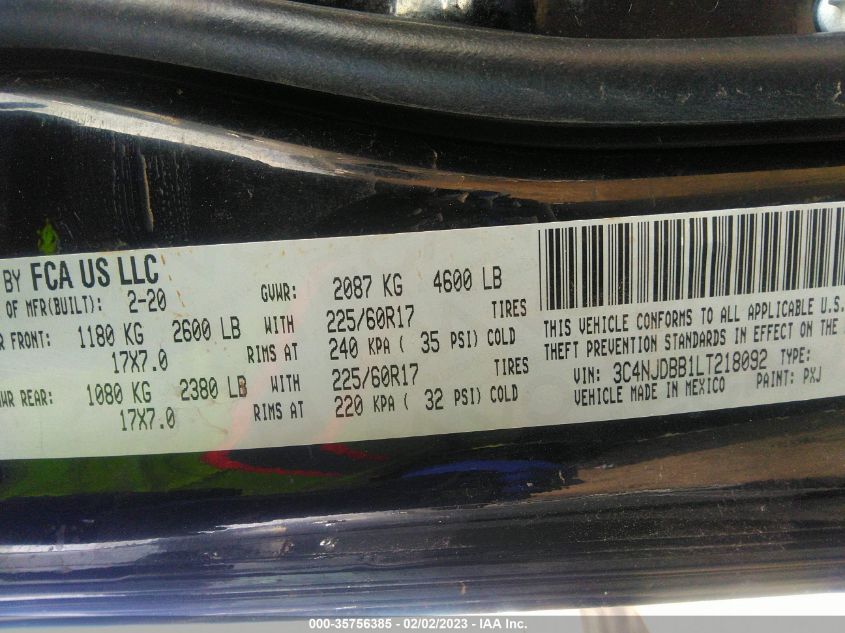 BY FCA US LLC
OF MFR(BUILT): 2-20 GVWR: 2087 KG 4600 LB
FRONT: 1180 KG 2600 LB WITH 225/60R17 TIRES
17X7.0 RIMS AT 240 KPA ( 35 PSI) COLD
REAR: 1080 KG 2380 LB WITH 225/60R17 TIRES
17X7.0 RIMS AT 220 KPA ( 32 PSI) COLD
THIS VEHICLE CONFORMS TO ALL APPLICABLE U.S.
THEFT PREVENTION STANDARDS IN EFFECT ON THE
VIN: 3C4NJDBB1LT218092 TYPE:
VEHICLE MADE IN MEXICO PAINT: PXJ
000-35756385 - 02/02/2023 - IAA Inc.